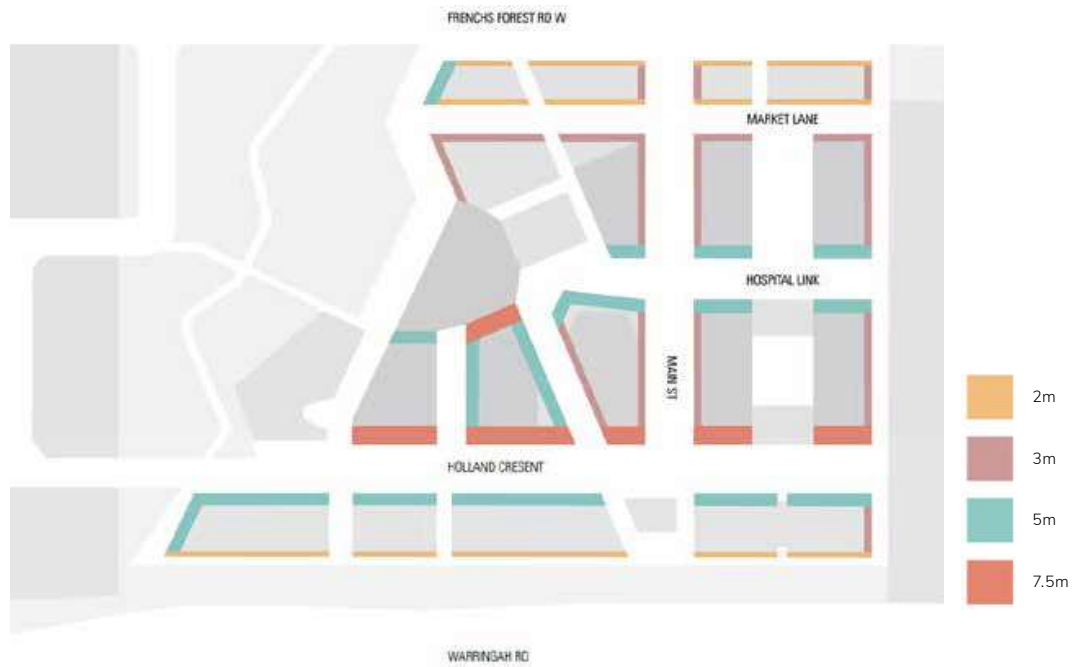 FRENCHS FOREST RD W
MARKET LANE
HOSPITAL LINK
MAIN ST
HOLLAND CRESENT
WARRINGAH RD
2m
3m
5m
7.5m